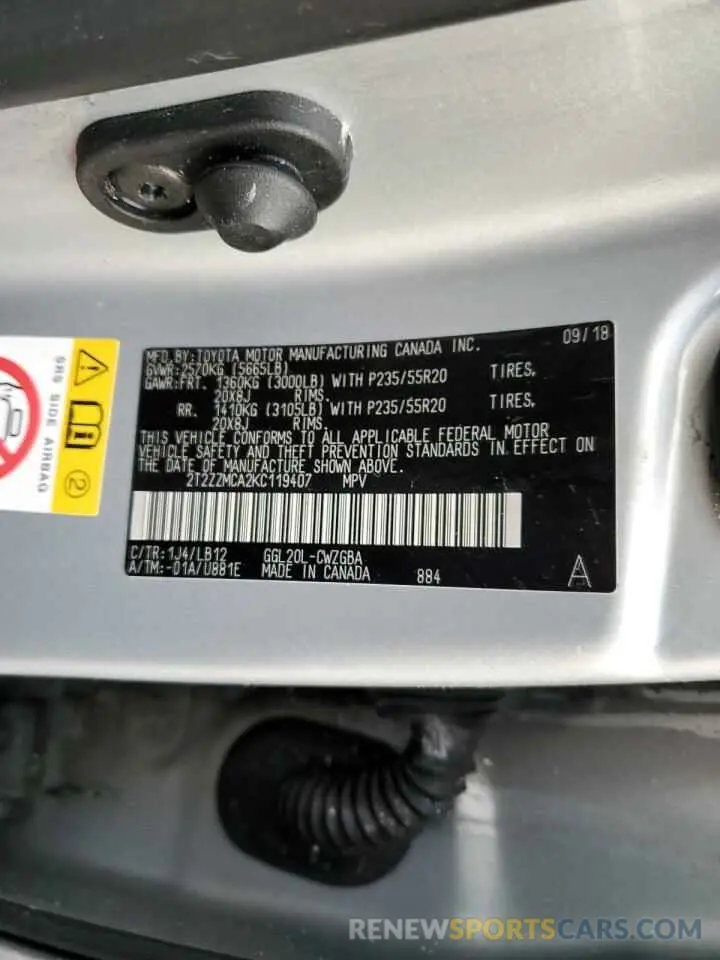 MFD.BY:TOYOTA MOTOR MANUFACTURING CANADA INC. 09/18
GVWR:2570KG (5665LB)
GAWR:FRT. 1360KG (3000LB) WITH P235/55R20 TIRES,
20X8J RIMS.
RR. 1410KG (3105LB) WITH P235/55R20 TIRES,
20X8J RIMS.
THIS VEHICLE CONFORMS TO ALL APPLICABLE FEDERAL MOTOR
VEHICLE SAFETY AND THEFT PREVENTION STANDARDS IN EFFECT ON
THE DATE OF MANUFACTURE SHOWN ABOVE.
2T2ZZMCA2KC119407 MPV
C/TR:1J4/LB12 GGL20L-CWZGBA
A/TM:-01A/U881E MADE IN CANADA 884 A
SRS SIDE AIRBAG
2
RENEWSPORTSCARS.COM